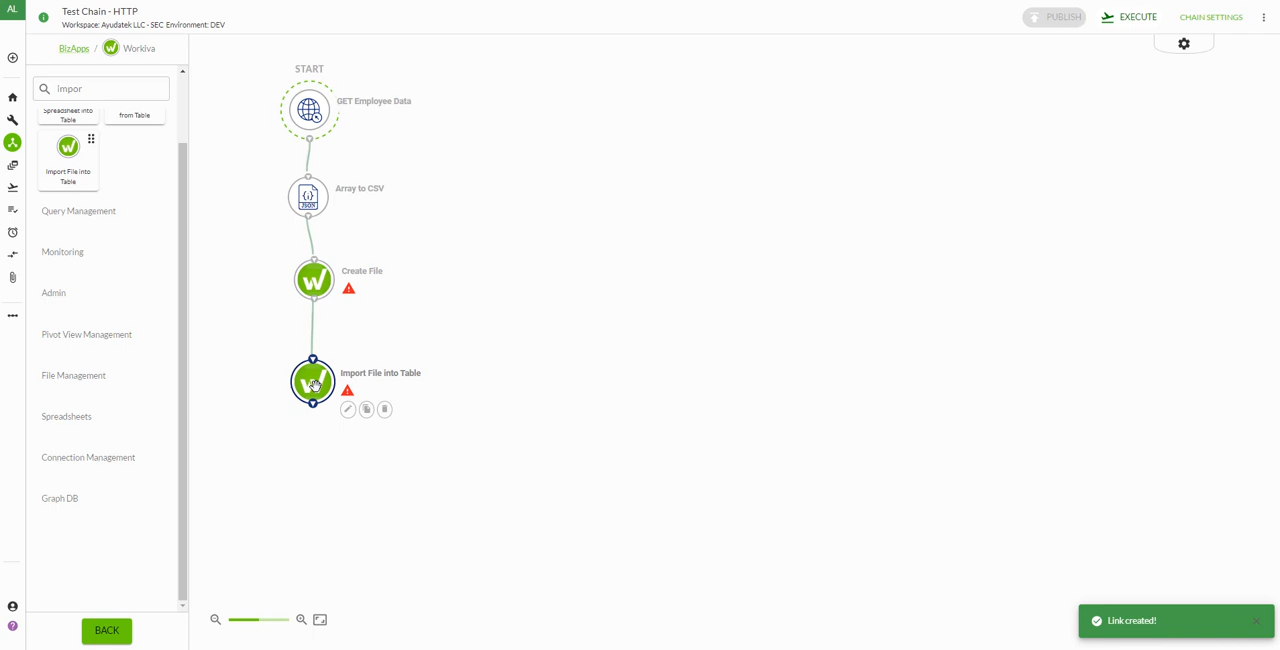 AL
Test Chain - HTTP
Workspace: Ayudatek LLC - SEC Environment: DEV
PUBLISH
EXECUTE
CHAIN SETTINGS
BizApps / Workiva
impor
Spreadsheet into
Table
from Table
Import File into
Table
Query Management
Monitoring
Admin
Pivot View Management
File Management
Spreadsheets
Connection Management
Graph DB
BACK
START
GET Employee Data
Array to CSV
JSON
Create File
Import File into Table
Link created!